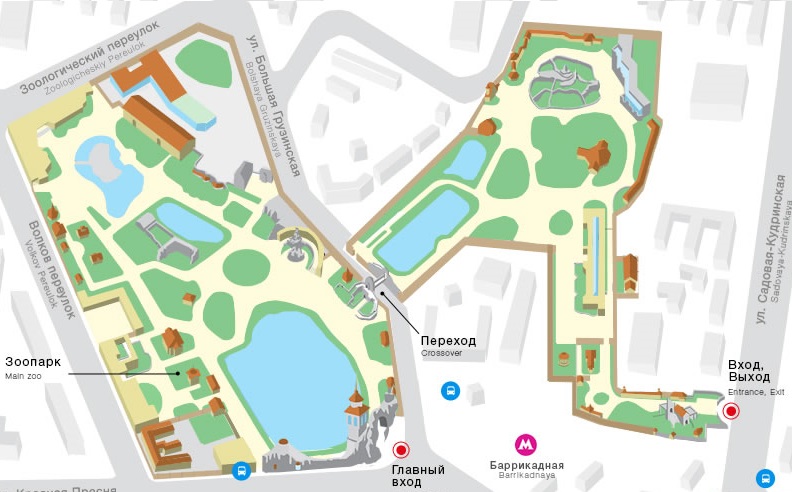 Зоологический переулок
Zoologicheskiy Pereulok
ул. Большая Грузинская
Bolshaya Gruzinskaya
Волков переулок
Volkov Pereulok
ул. Садовая-Кудринская
Sadovaya-Kudrinskaya
Переход
Crossover
Зоопарк
Main zoo
Вход,
Выход
Entrance, Exit
M
Баррикадная
Barrikadnaya
Главный
вход
Красная Пресня